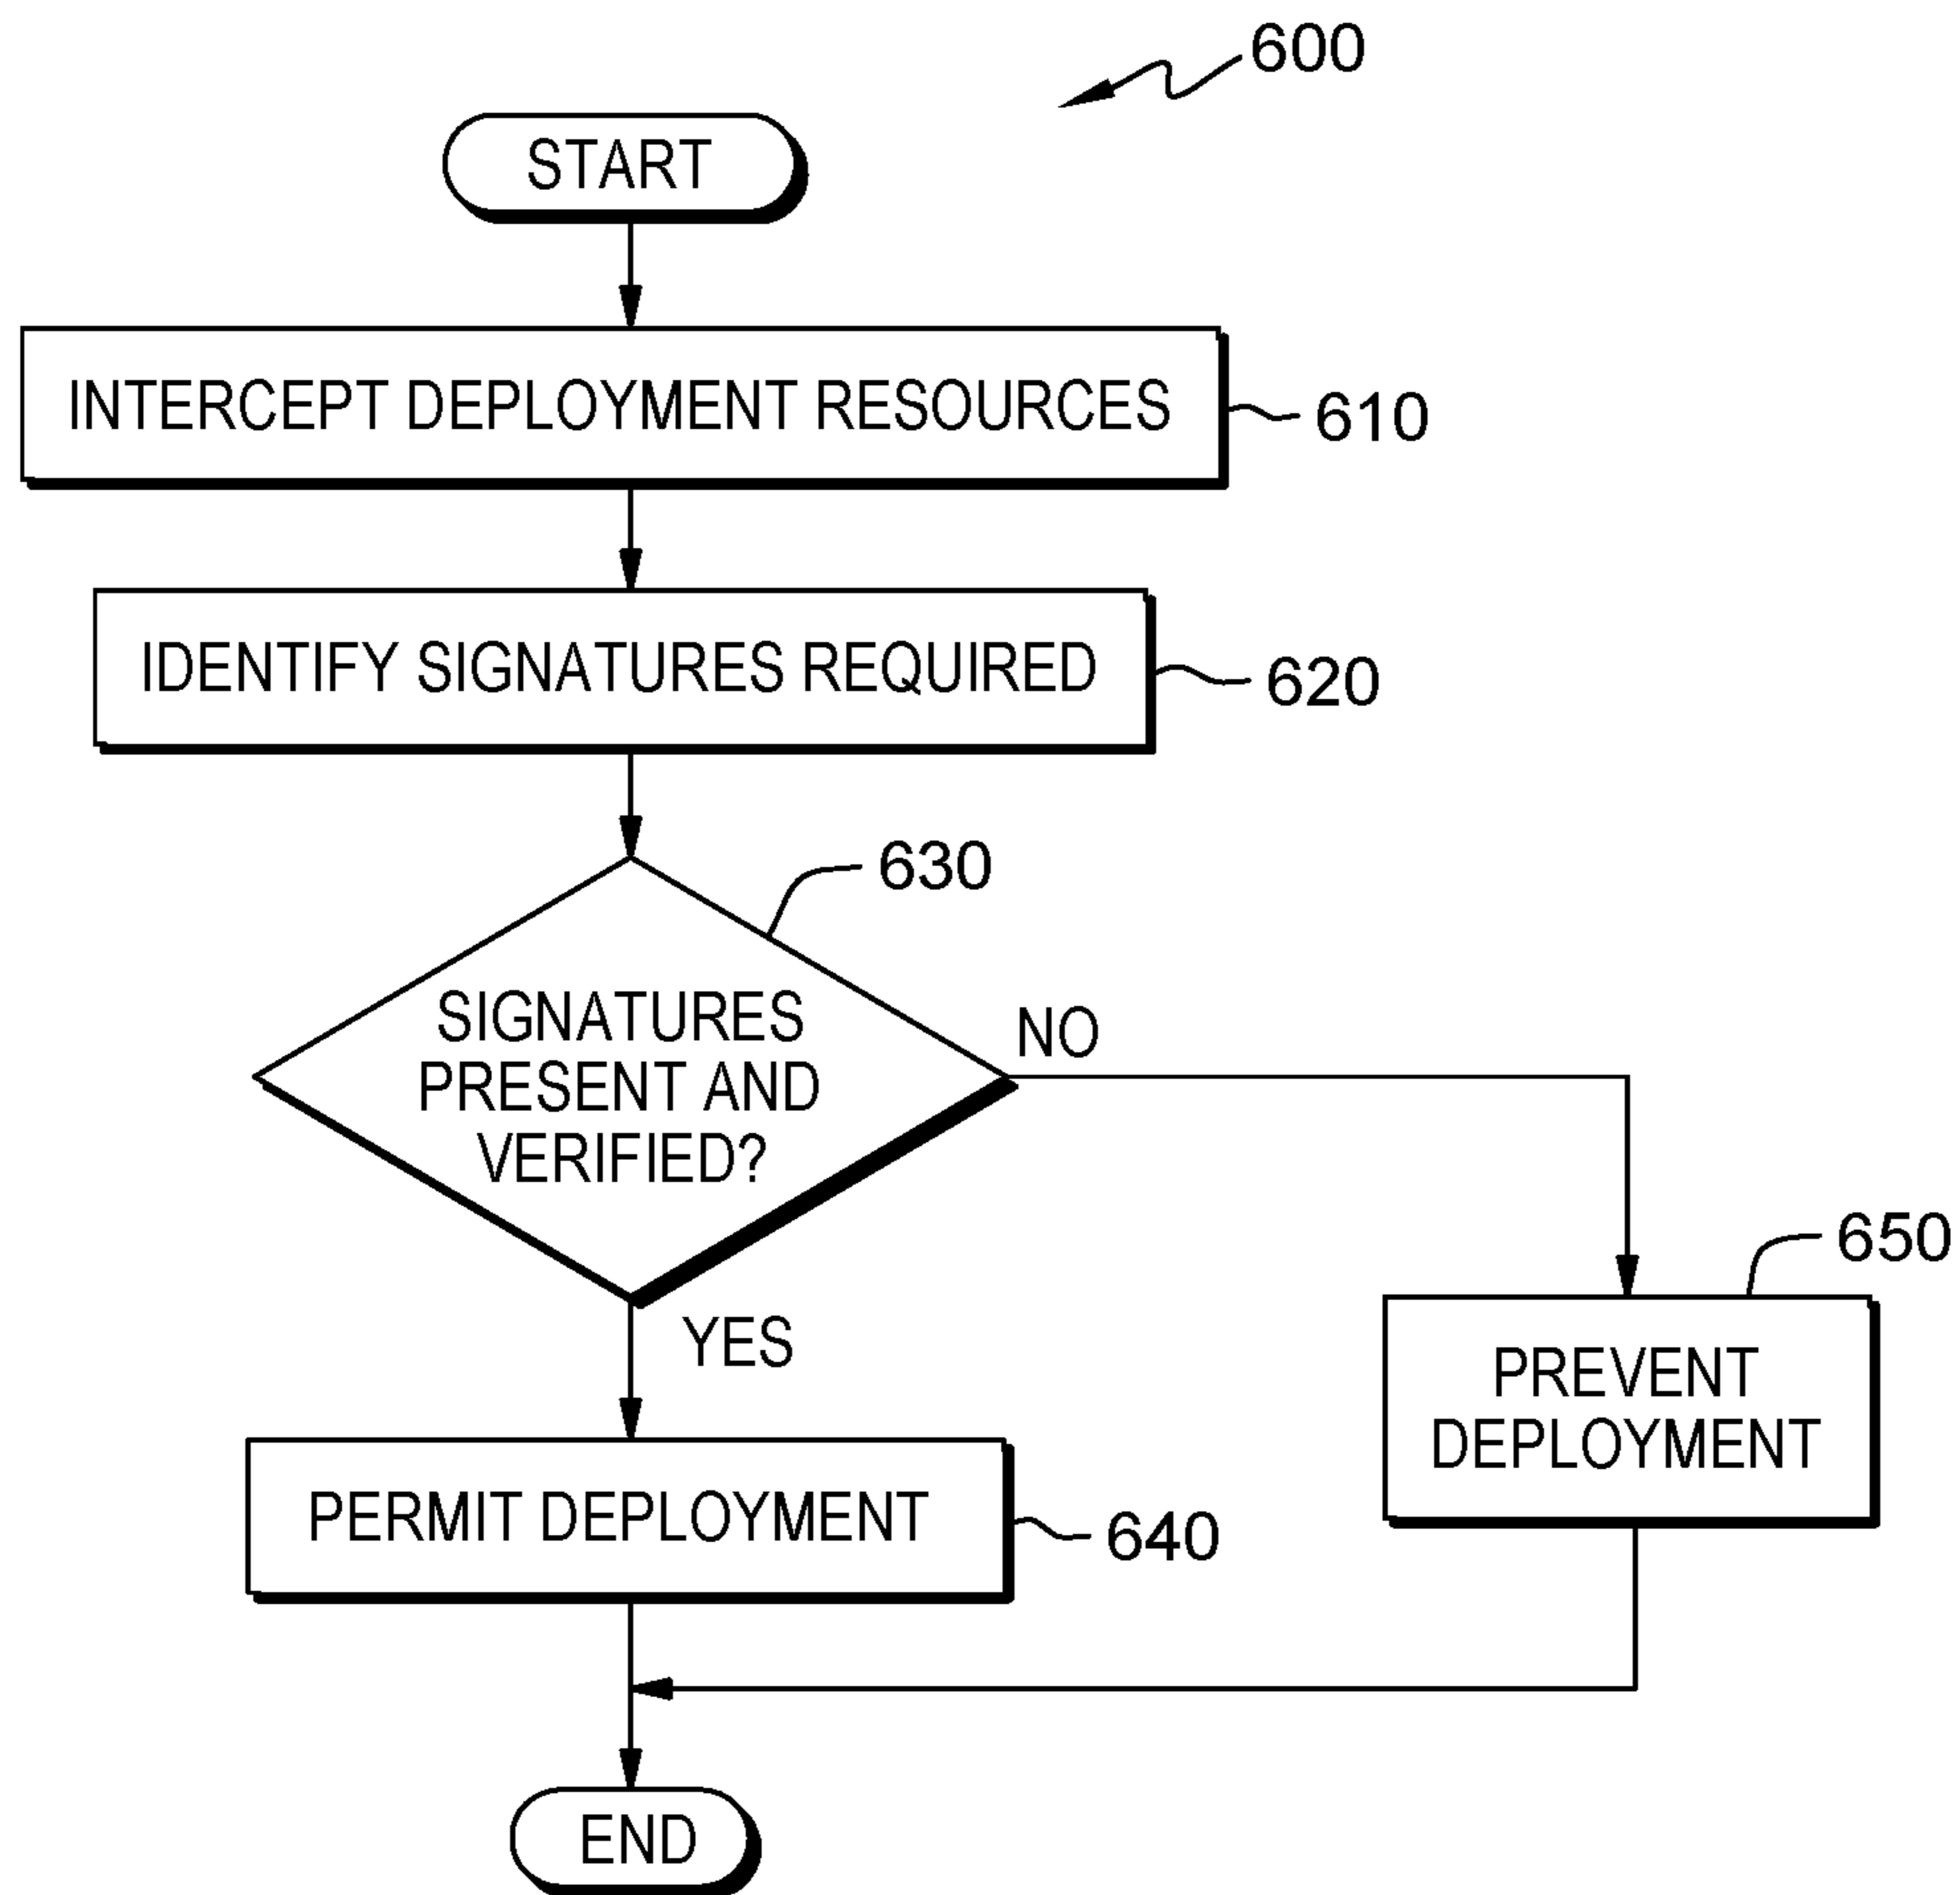 600
START
INTERCEPT DEPLOYMENT RESOURCES
610
IDENTIFY SIGNATURES REQUIRED
620
630
SIGNATURES
PRESENT AND
VERIFIED?
NO
YES
650
PREVENT
DEPLOYMENT
PERMIT DEPLOYMENT
640
END